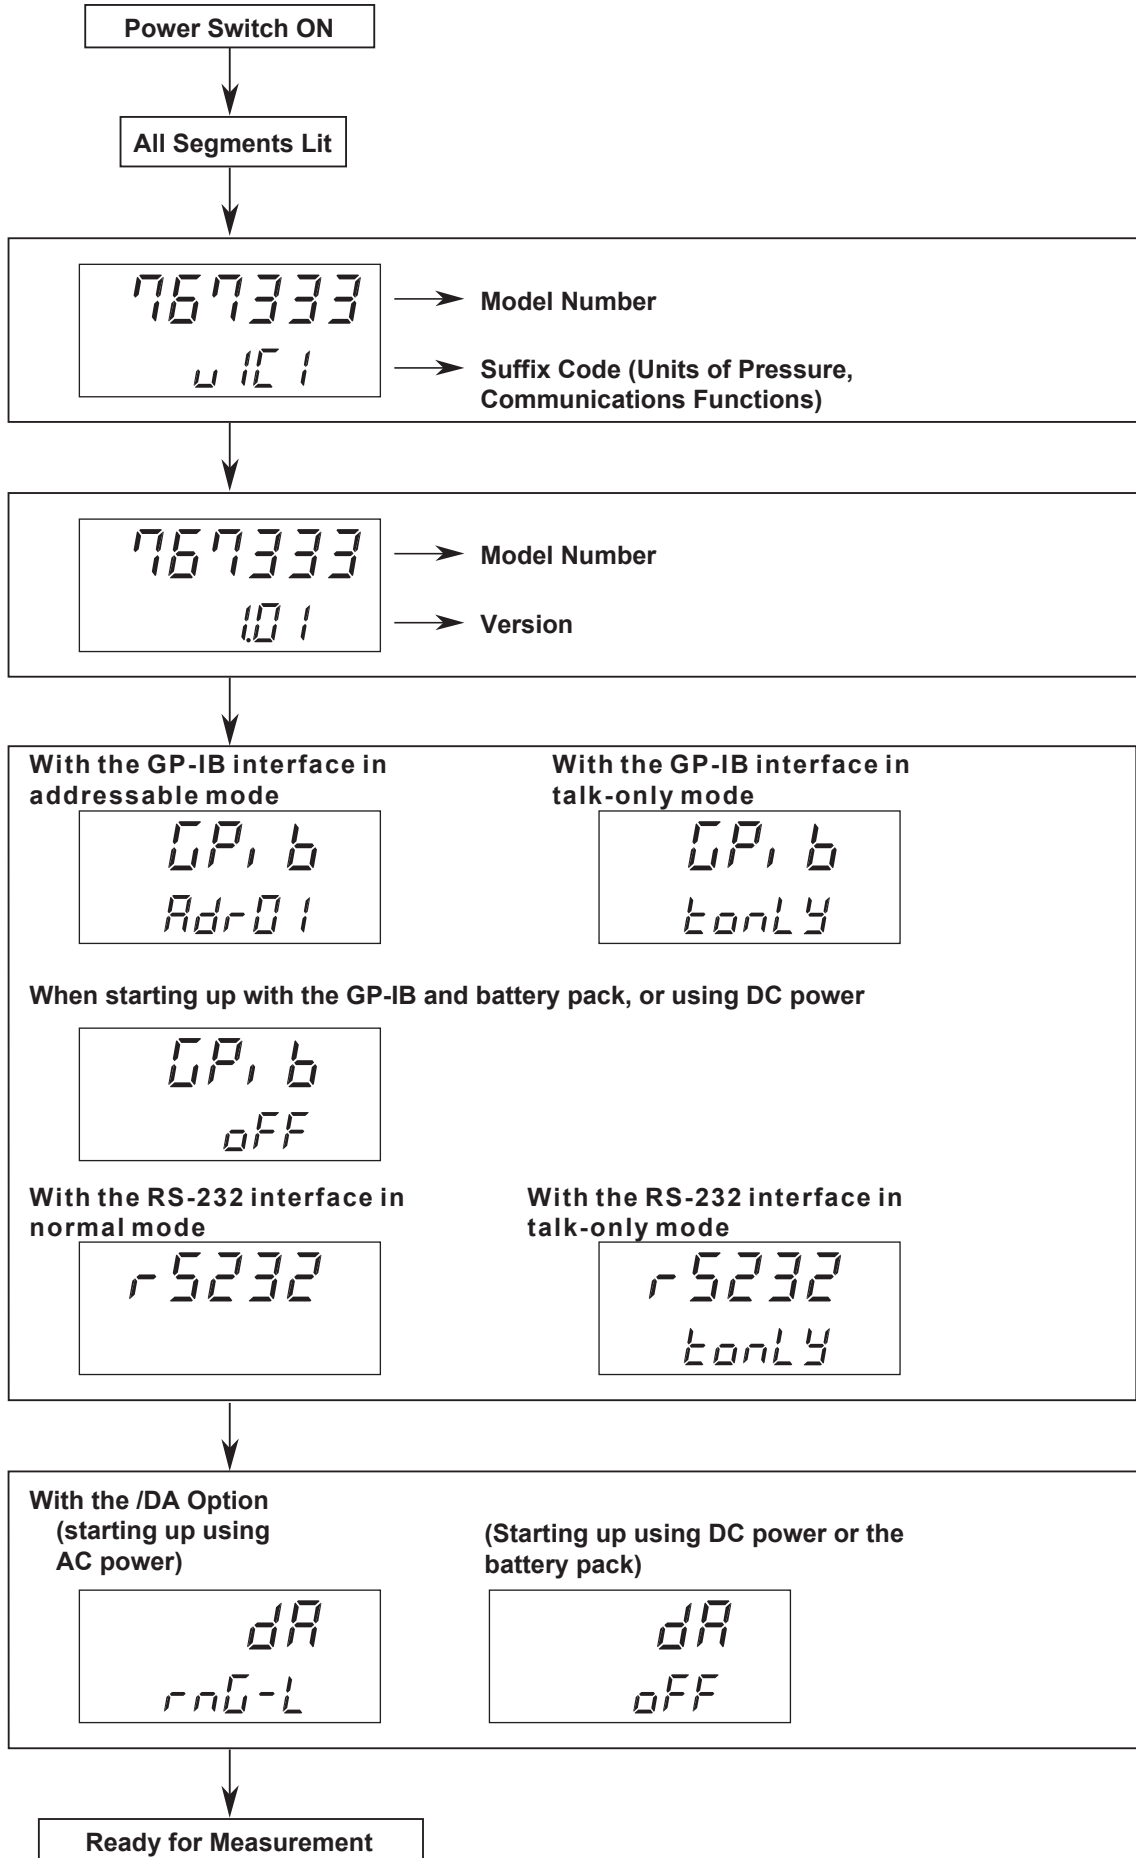 Power Switch ON
All Segments Lit
767333
Model Number
u1C1
Suffix Code (Units of Pressure,
Communications Functions)
767333
Model Number
1.01
Version
With the GP-IB interface in
addressable mode
GPib
Adr01
With the GP-IB interface in
talk-only mode
GPib
tonLY
When starting up with the GP-IB and battery pack, or using DC power
GPib
oFF
With the RS-232 interface in
normal mode
rS232
With the RS-232 interface in
talk-only mode
rS232
tonLY
With the /DA Option
(starting up using
AC power)
dA
rnG-L
(Starting up using DC power or the
battery pack)
dA
oFF
Ready for Measurement